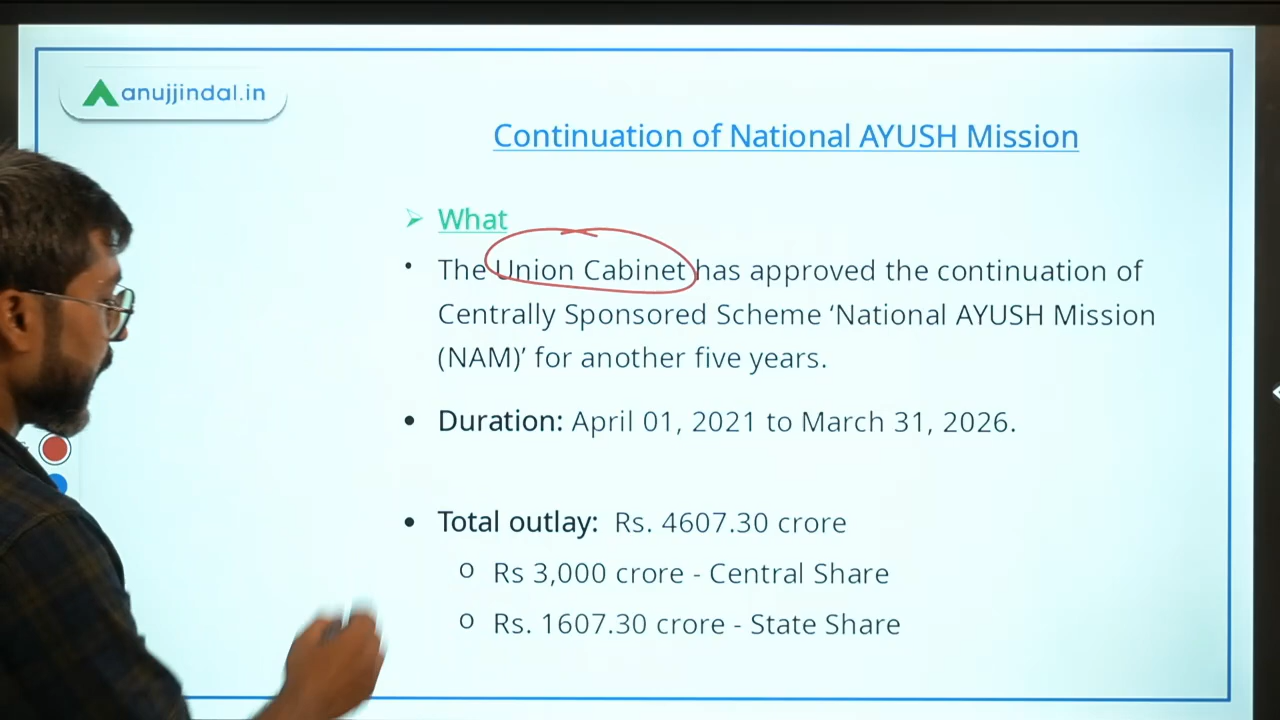 anujjindal.in
Continuation of National AYUSH Mission
➢ What
• The Union Cabinet has approved the continuation of
Centrally Sponsored Scheme ‘National AYUSH Mission
(NAM)’ for another five years.
• Duration: April 01, 2021 to March 31, 2026.
• Total outlay: Rs. 4607.30 crore
o Rs 3,000 crore - Central Share
o Rs. 1607.30 crore - State Share